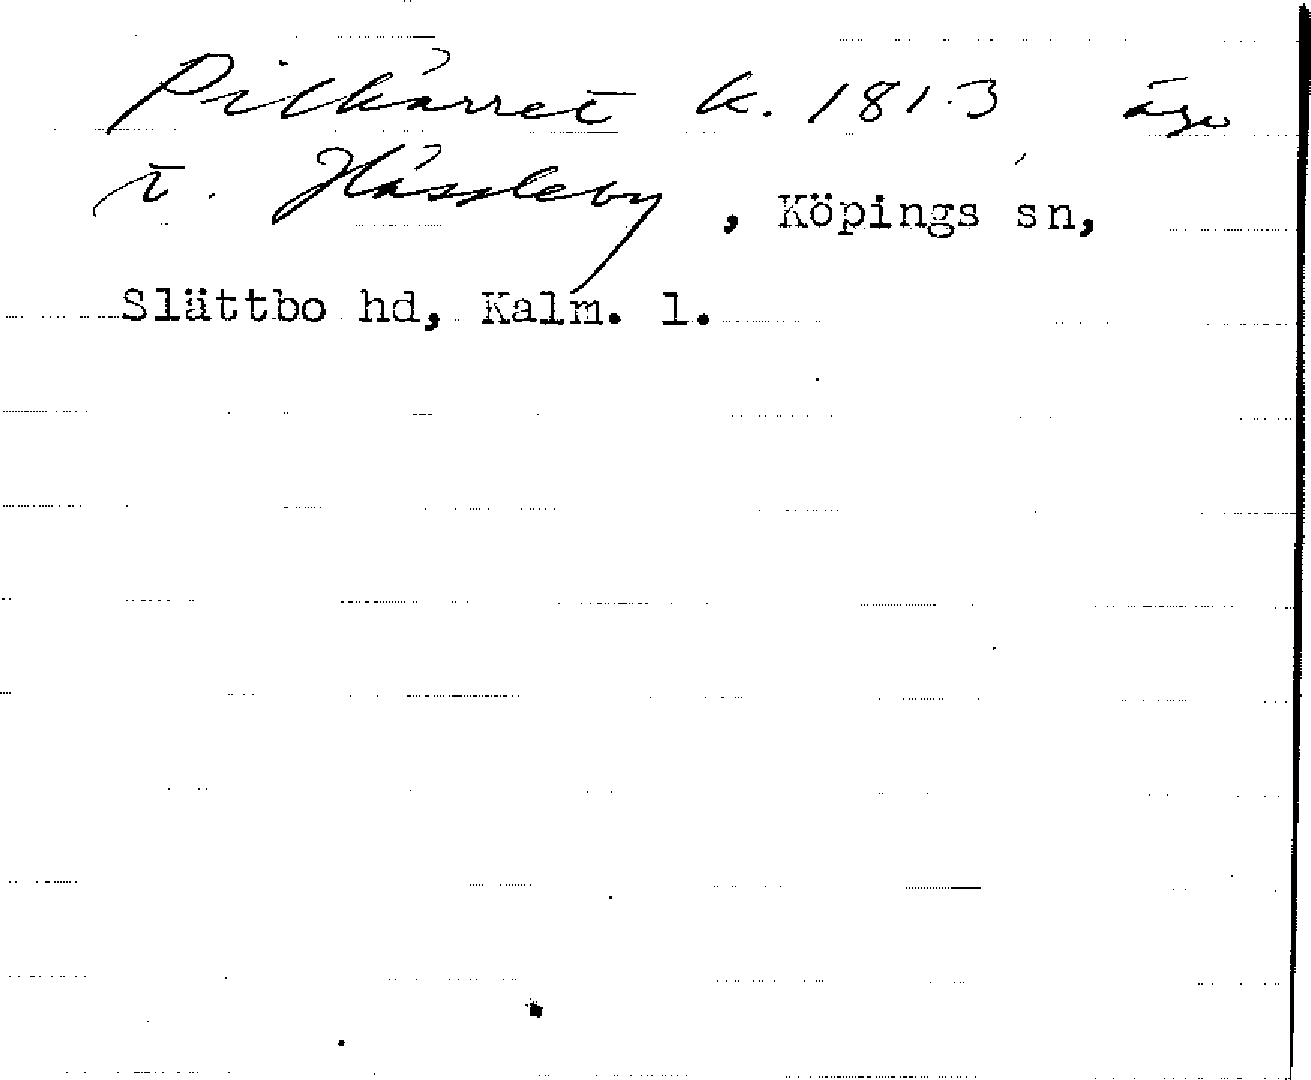 Pilkärret k. 1813 ägo
t. Hässleby, Köpings sn,
Slättbo hd, Kalm. l.